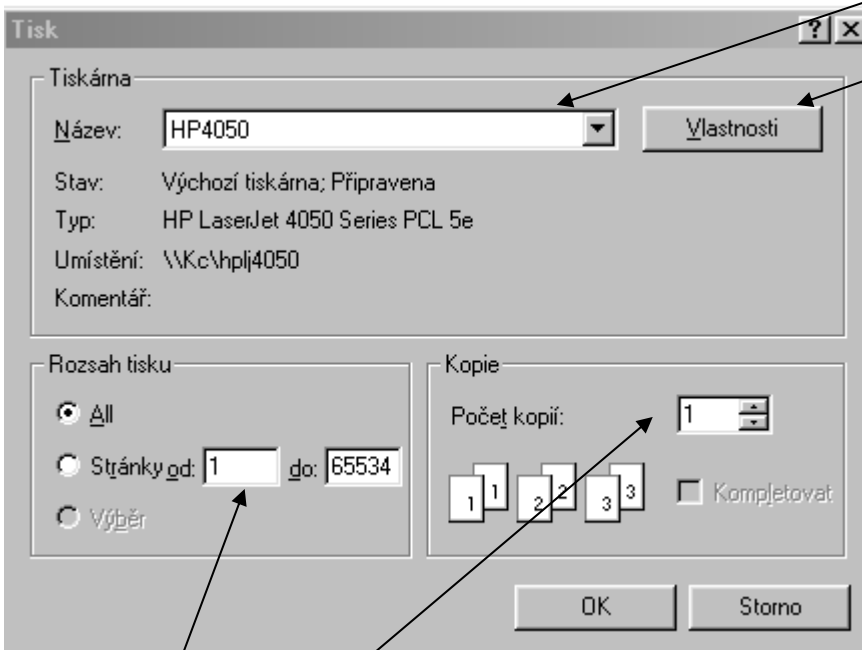 Tisk
Tiskárna
Název: HP4050 Vlastnosti
Stav: Výchozí tiskárna; Připravena
Typ: HP LaserJet 4050 Series PCL 5e
Umístění: \\Kc\hplj4050
Komentář:
Rozsah tisku
All
Stránky od: 1 do: 65534
Výběr
Kopie
Počet kopií: 1
1 1 2 2 3 3 Kompletovat
OK Storno